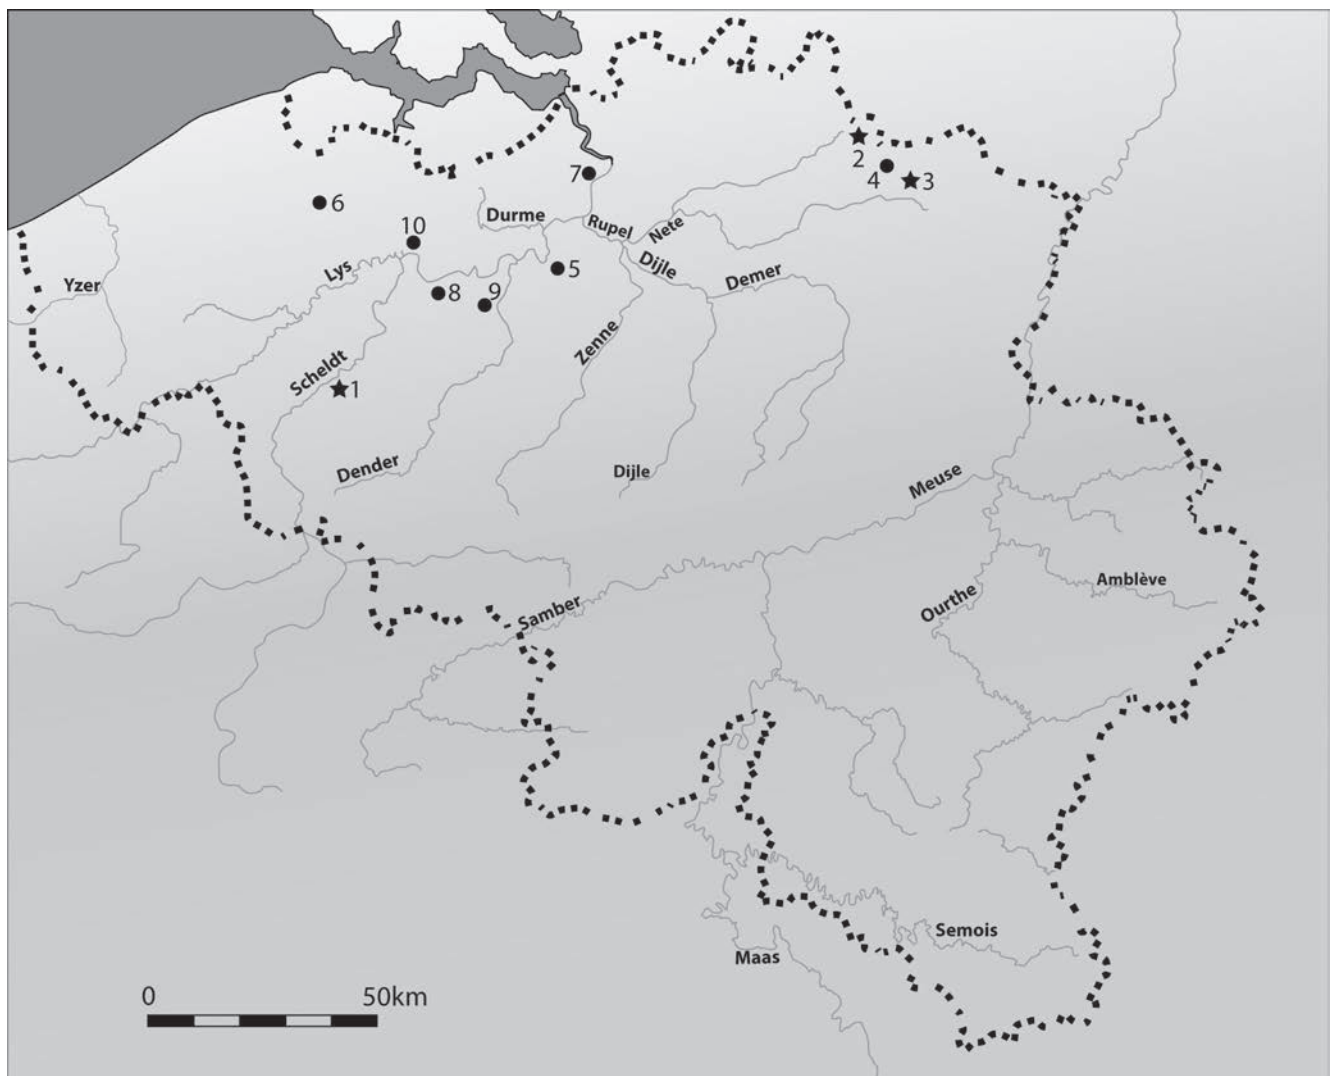 2
4
3
7
6
Durme
Rupel
Nete
10
Lys
Dijle
5
Demer
Yzer
8
9
Zenne
Scheldt
1
Dender
Dijle
Meuse
Amblève
Ourthe
Samber
Semois
Maas
0 50km